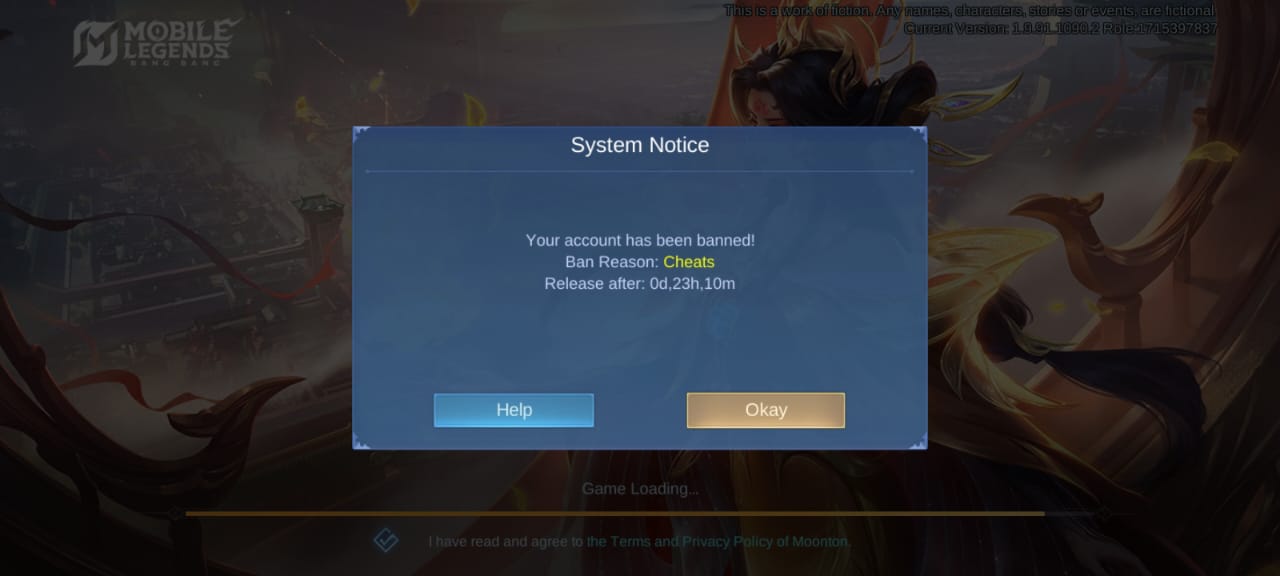 This is a work of fiction. Any names, characters, stories or events, are fictional.
Current Version: 1.9.91.1090.2 Role:1715397837
MOBILE
LEGENDS
BANG BANG
System Notice
Your account has been banned!
Ban Reason: Cheats
Release after: 0d,23h,10m
Help Okay
Game Loading...
I have read and agree to the Terms and Privacy Policy of Moonton.